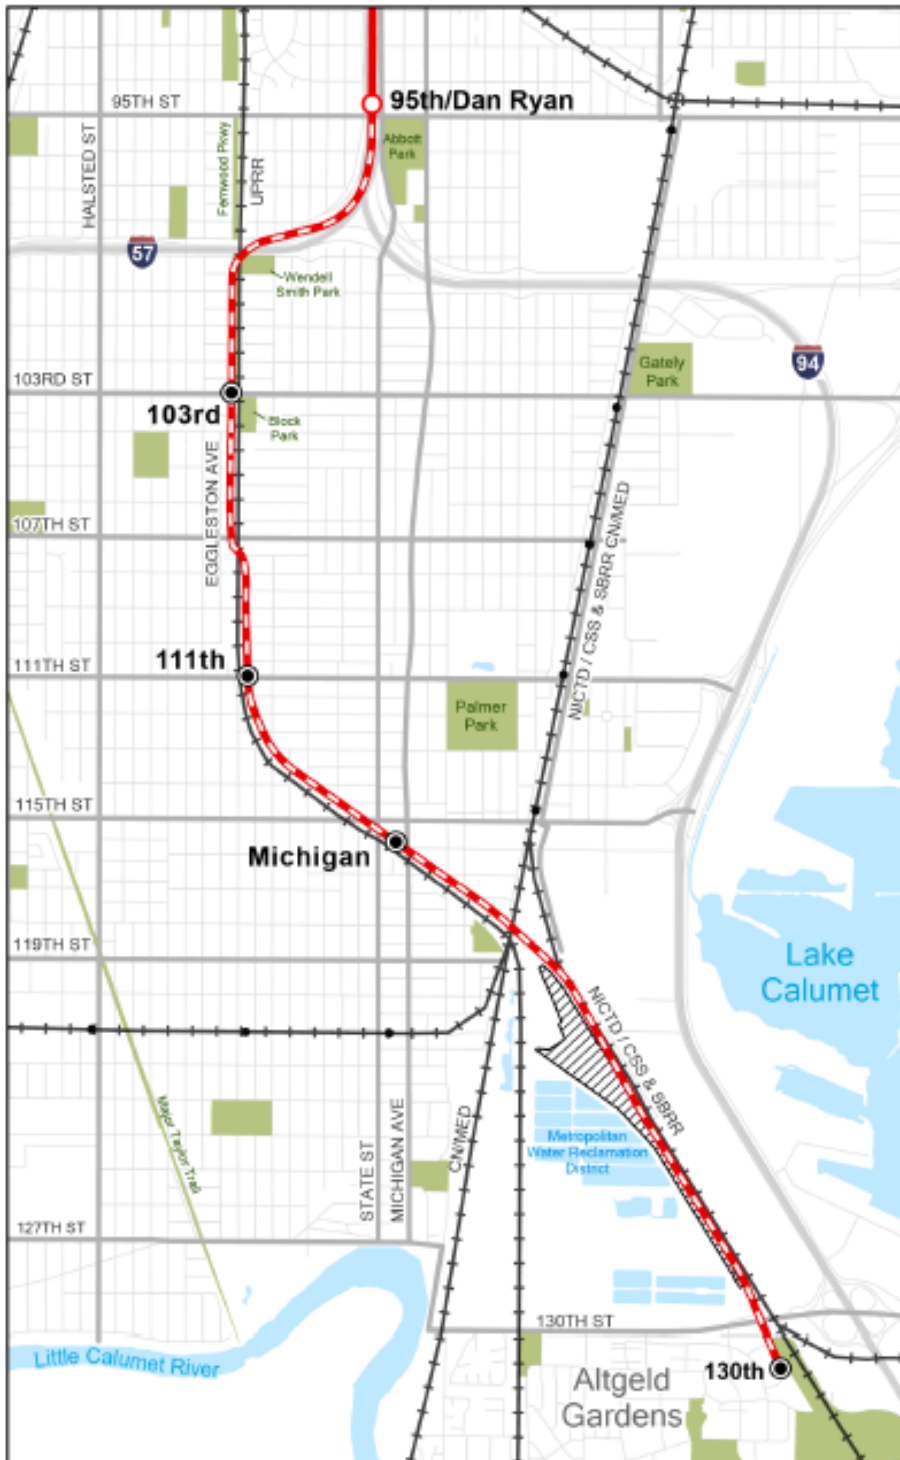 95TH ST
95th/Dan Ryan
HALSTED ST
Fernwood Pkwy
UPRR
Abbott
Park
57
Wendell
Smith Park
94
Gately
Park
103RD ST
103rd
Block
Park
EGGLESTON AVE
107TH ST
NICTD / CSS & SBRR CN/MED
111TH ST
111th
Palmer
Park
115TH ST
Michigan
119TH ST
Lake
Calumet
NICTD / CSS & SBRR
Major Taylor Trail
STATE ST
MICHIGAN AVE
CN/MED
Metropolitan
Water Reclamation
District
127TH ST
130TH ST
Little Calumet River
130th
Altgeld
Gardens